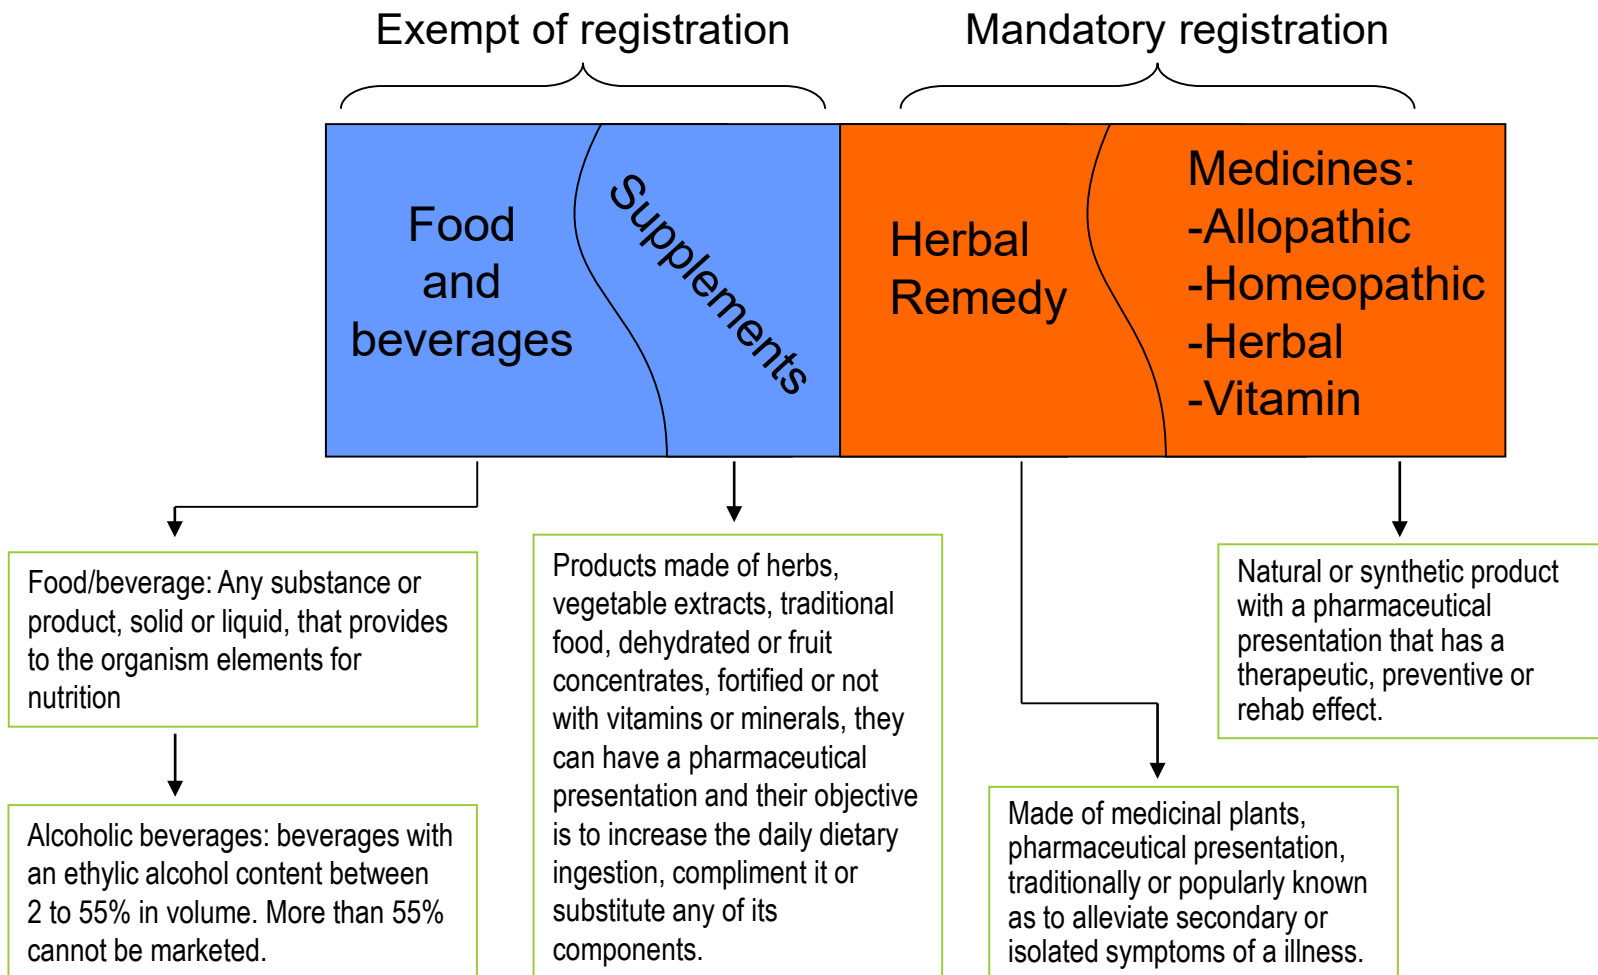 Exempt of registration
Mandatory registration
Food
and
beverages
Supplements
Herbal
Remedy
Medicines:
-Allopathic
-Homeopathic
-Herbal
-Vitamin
Food/beverage: Any substance or
product, solid or liquid, that provides
to the organism elements for
nutrition
Alcoholic beverages: beverages with
an ethylic alcohol content between
2 to 55% in volume. More than 55%
cannot be marketed.
Products made of herbs,
vegetable extracts, traditional
food, dehydrated or fruit
concentrates, fortified or not
with vitamins or minerals, they
can have a pharmaceutical
presentation and their objective
is to increase the daily dietary
ingestion, compliment it or
substitute any of its
components.
Made of medicinal plants,
pharmaceutical presentation,
traditionally or popularly known
as to alleviate secondary or
isolated symptoms of a illness.
Natural or synthetic product
with a pharmaceutical
presentation that has a
therapeutic, preventive or
rehab effect.